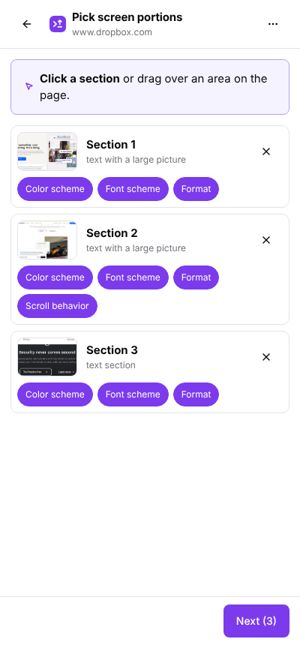 Pick screen portions
www.dropbox.com
Click a section or drag over an area on the
page.
Section 1
text with a large picture
Color scheme
Font scheme
Format
Section 2
text with a large picture
Color scheme
Font scheme
Format
Scroll behavior
Section 3
text section
Color scheme
Font scheme
Format
Next (3)